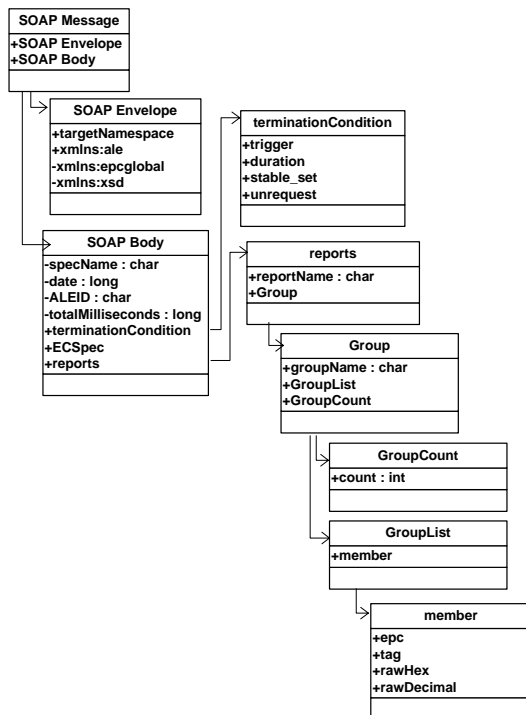 SOAP Message
+SOAP Envelope
+SOAP Body
SOAP Envelope
+targetNamespace
+xmlns:ale
-xmlns:epcglobal
-xmlns:xsd
terminationCondition
+trigger
+duration
+stable_set
+unrequest
SOAP Body
-specName : char
-date : long
-ALEID : char
-totalMilliseconds : long
+terminationCondition
+ECSpec
+reports
reports
+reportName : char
+Group
Group
+groupName : char
+GroupList
+GroupCount
GroupCount
+count : int
GroupList
+member
member
+epc
+tag
+rawHex
+rawDecimal